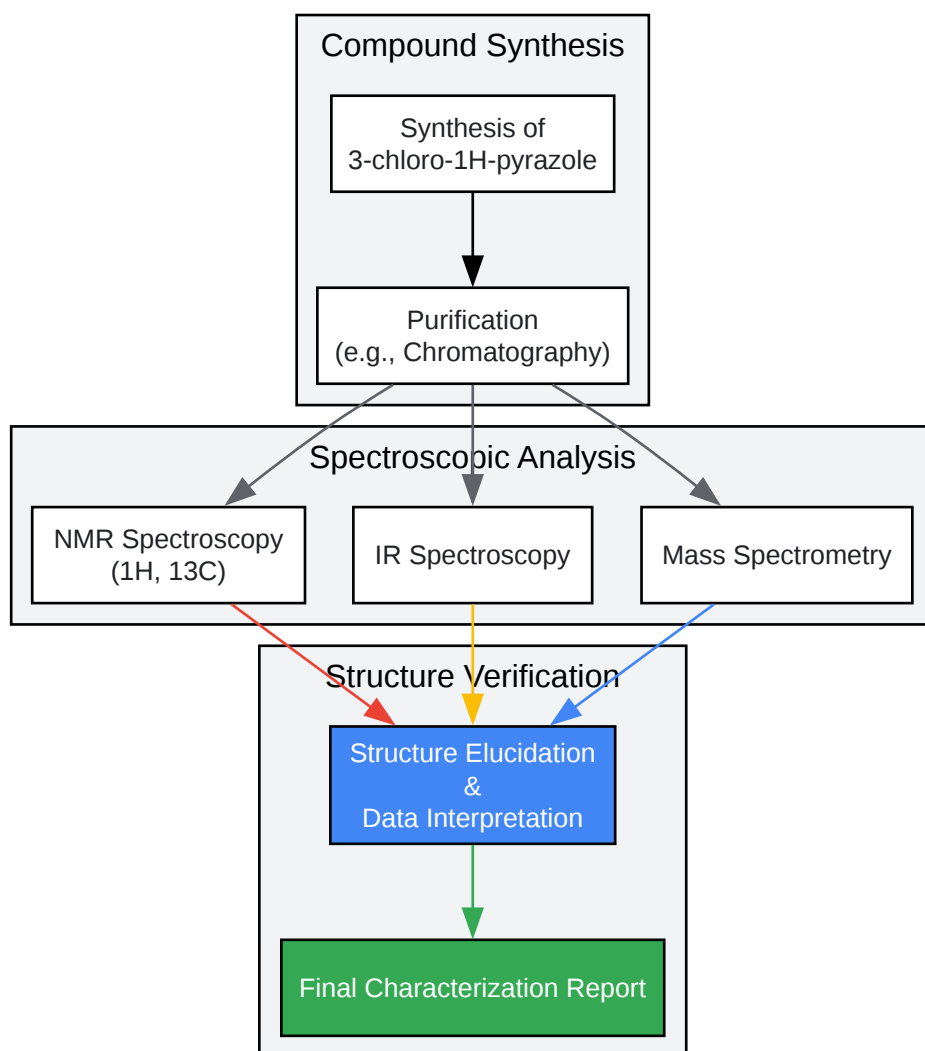 Compound Synthesis
Synthesis of
3-chloro-1H-pyrazole
Purification
(e.g., Chromatography)
Spectroscopic Analysis
NMR Spectroscopy
(1H, 13C)
IR Spectroscopy
Mass Spectrometry
Structure Verification
Structure Elucidation
&
Data Interpretation
Final Characterization Report